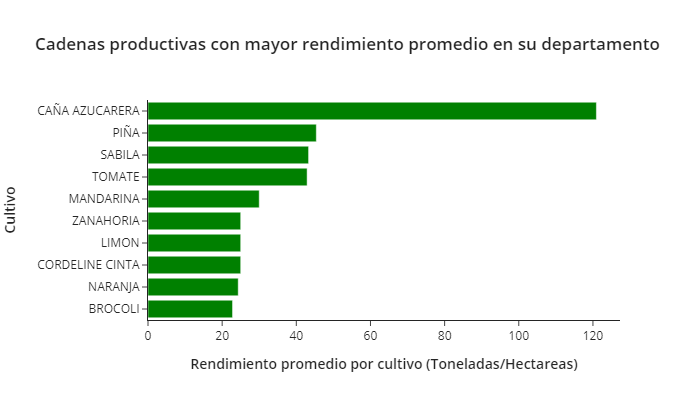 Cadenas productivas con mayor rendimiento promedio en su departamento
CAÑA AZUCARERA
PIÑA
SABILA
TOMATE
MANDARINA
ZANAHORIA
LIMON
CORDELINE CINTA
NARANJA
BROCOLI
Cultivo
0 20 40 60 80 100 120
Rendimiento promedio por cultivo (Toneladas/Hectareas)